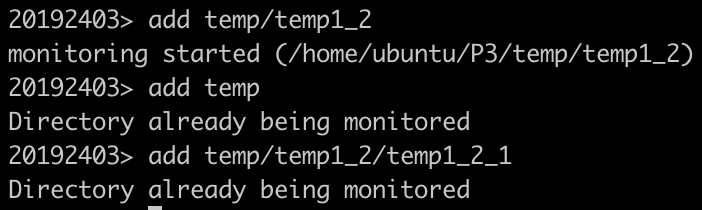 20192403> add temp/temp1_2
monitoring started (/home/ubuntu/P3/temp/temp1_2)
20192403> add temp
Directory already being monitored
20192403> add temp/temp1_2/temp1_2_1
Directory already being monitored